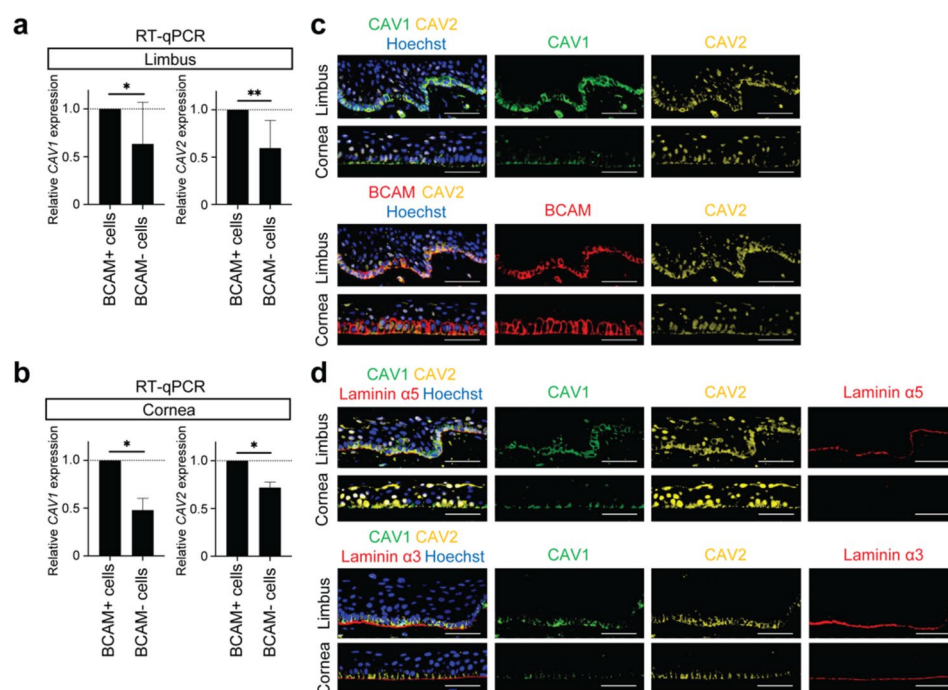 a
RT-qPCR
Limbus
Relative CAV1 expression
1.0
0.5
0
*
BCAM+ cells
BCAM- cells
Relative CAV2 expression
1.0
0.5
0
**
BCAM+ cells
BCAM- cells
b
RT-qPCR
Cornea
Relative CAV1 expression
1.0
0.5
0
*
BCAM+ cells
BCAM- cells
Relative CAV2 expression
1.0
0.5
0
*
BCAM+ cells
BCAM- cells
c
CAV1 CAV2
Hoechst
CAV1
CAV2
Limbus
Cornea
BCAM CAV2
Hoechst
BCAM
CAV2
Limbus
Cornea
d
CAV1 CAV2
Laminin α5 Hoechst
CAV1
CAV2
Laminin α5
Limbus
Cornea
CAV1 CAV2
Laminin α3 Hoechst
CAV1
CAV2
Laminin α3
Limbus
Cornea